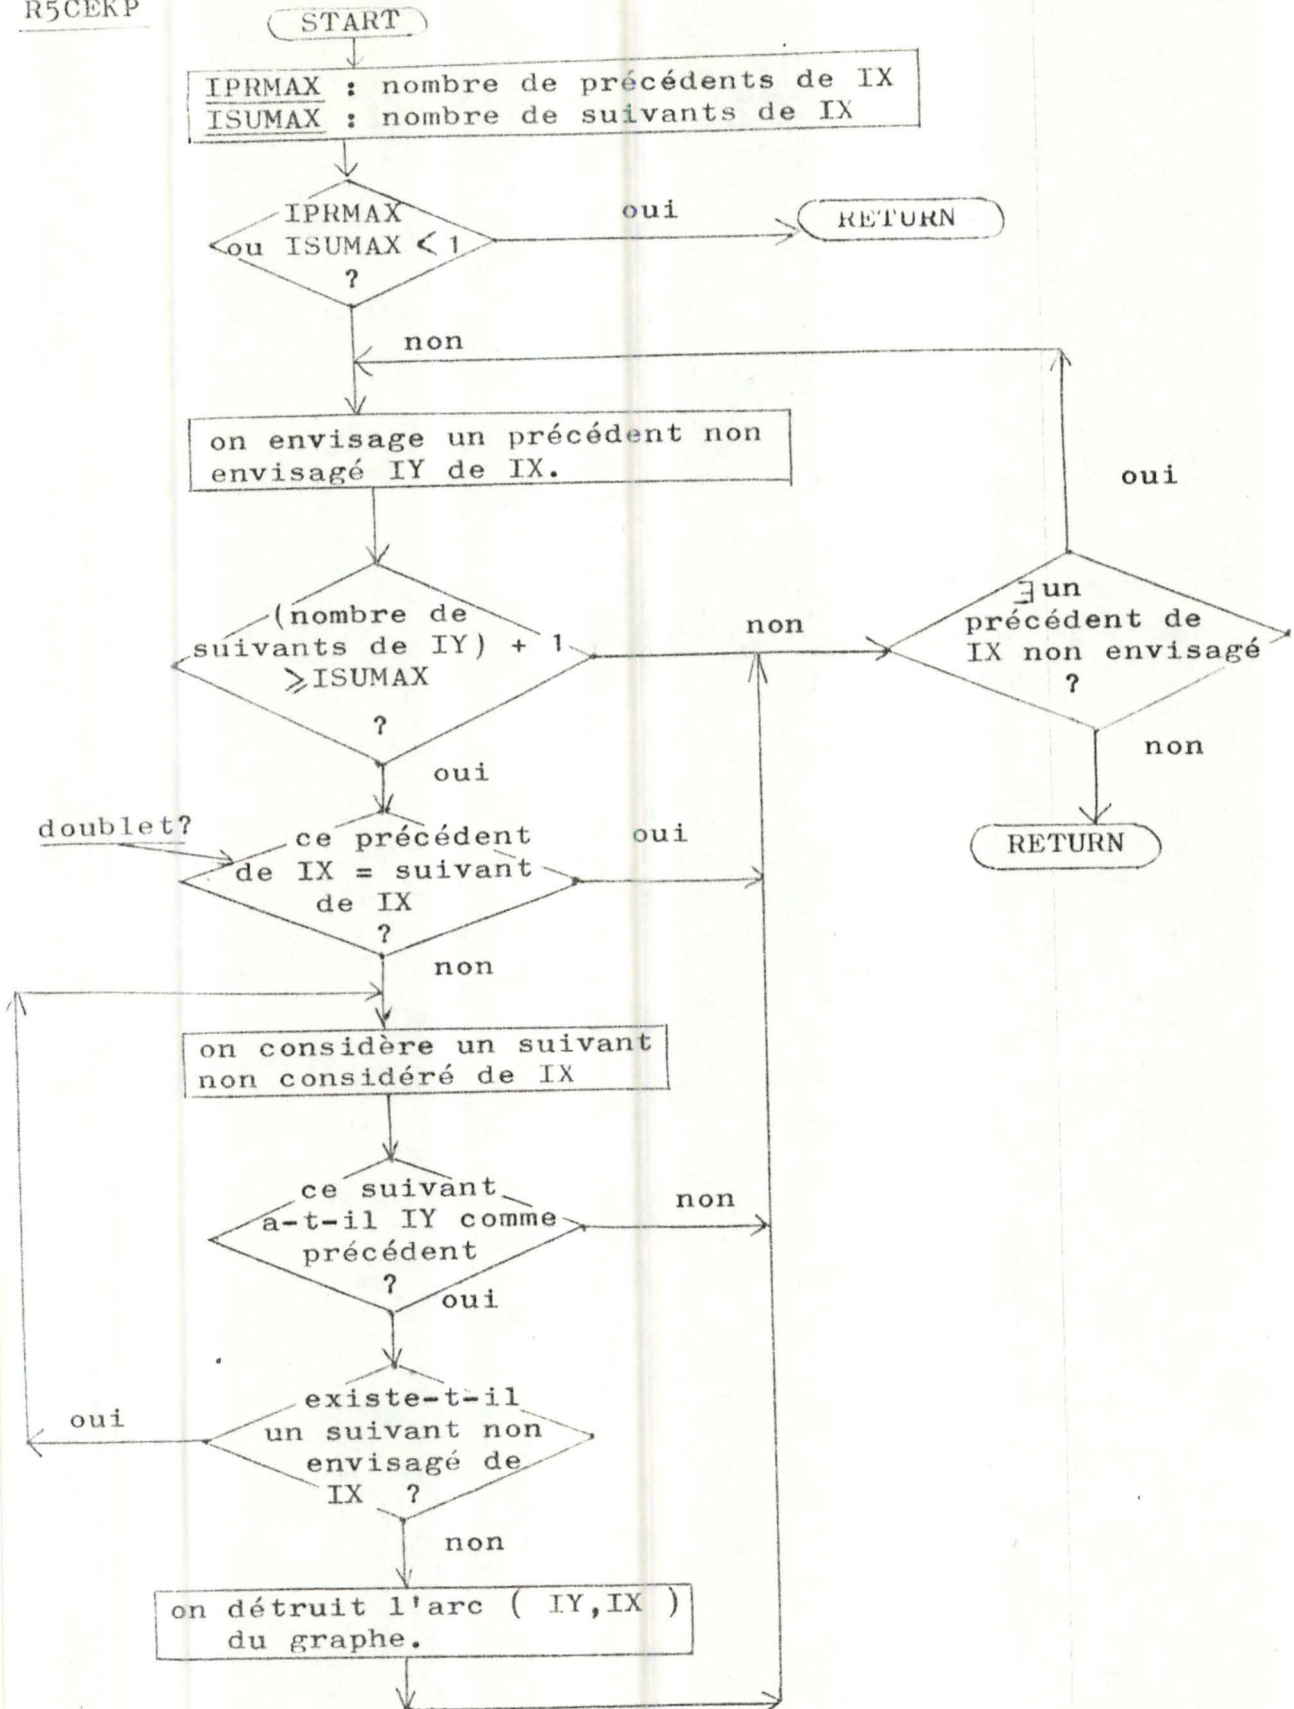 R5CEKP
START
IPRMAX : nombre de précédents de IX
ISUMAX : nombre de suivants de IX
IPRMAX
ou ISUMAX < 1
?
oui
RETURN
non
on envisage un précédent non
envisagé IY de IX.
oui
(nombre de
suivants de IY) + 1
⩾ISUMAX
?
non
∃ un
précédent de
IX non envisagé
?
oui
non
RETURN
doublet?
ce précédent
de IX = suivant
de IX
?
oui
non
on considère un suivant
non considéré de IX
ce suivant
a-t-il IY comme
précédent
?
non
oui
existe-t-il
un suivant non
envisagé de
IX ?
oui
non
on détruit l'arc ( IY,IX )
du graphe.